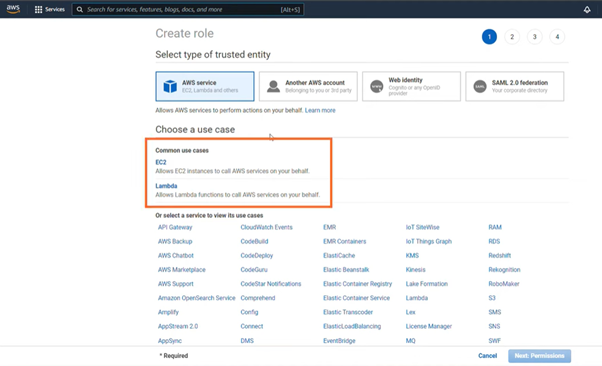 aws Services Search for services, features, blogs, docs, and more [Alt+S]
Create role 1 2 3 4
Select type of trusted entity
AWS service
EC2, Lambda and others
Another AWS account
Belonging to you or 3rd party
Web identity
Cognito or any OpenID
provider
SAML 2.0 federation
Your corporate directory
Allows AWS services to perform actions on your behalf. Learn more
Choose a use case
Common use cases
EC2
Allows EC2 instances to call AWS services on your behalf.
Lambda
Allows Lambda functions to call AWS services on your behalf.
Or select a service to view its use cases
API Gateway CloudWatch Events EMR IoT SiteWise RAM
AWS Backup CodeBuild EMR Containers IoT Things Graph RDS
AWS Chatbot CodeDeploy ElastiCache KMS Redshift
AWS Marketplace CodeGuru Elastic Beanstalk Kinesis Rekognition
AWS Support CodeStar Notifications Elastic Container Registry Lake Formation RoboMaker
Amazon OpenSearch Service Comprehend Elastic Container Service Lambda S3
Amplify Config Elastic Transcoder Lex SMS
AppStream 2.0 Connect ElasticLoadBalancing License Manager SNS
AppSync DMS EventBridge MQ SWF
* Required Cancel Next: Permissions